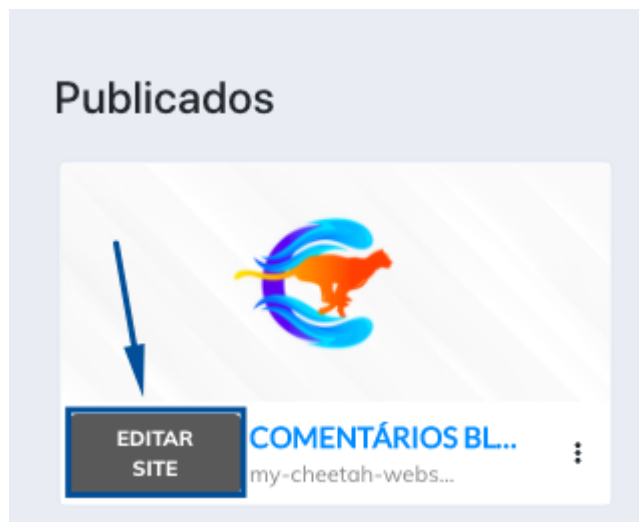 Publicados
EDITAR
SITE
COMENTÁRIOS BL...
my-cheetah-webs...